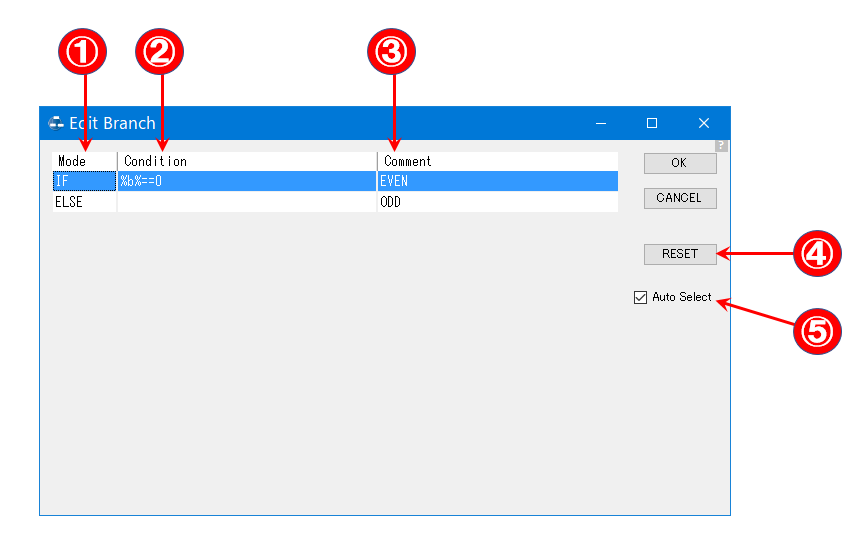 ① ② ③
Edit Branch
?
Mode Condition Comment OK
IF %b%==0 EVEN
ELSE ODD CANCEL
RESET ④
Auto Select ⑤